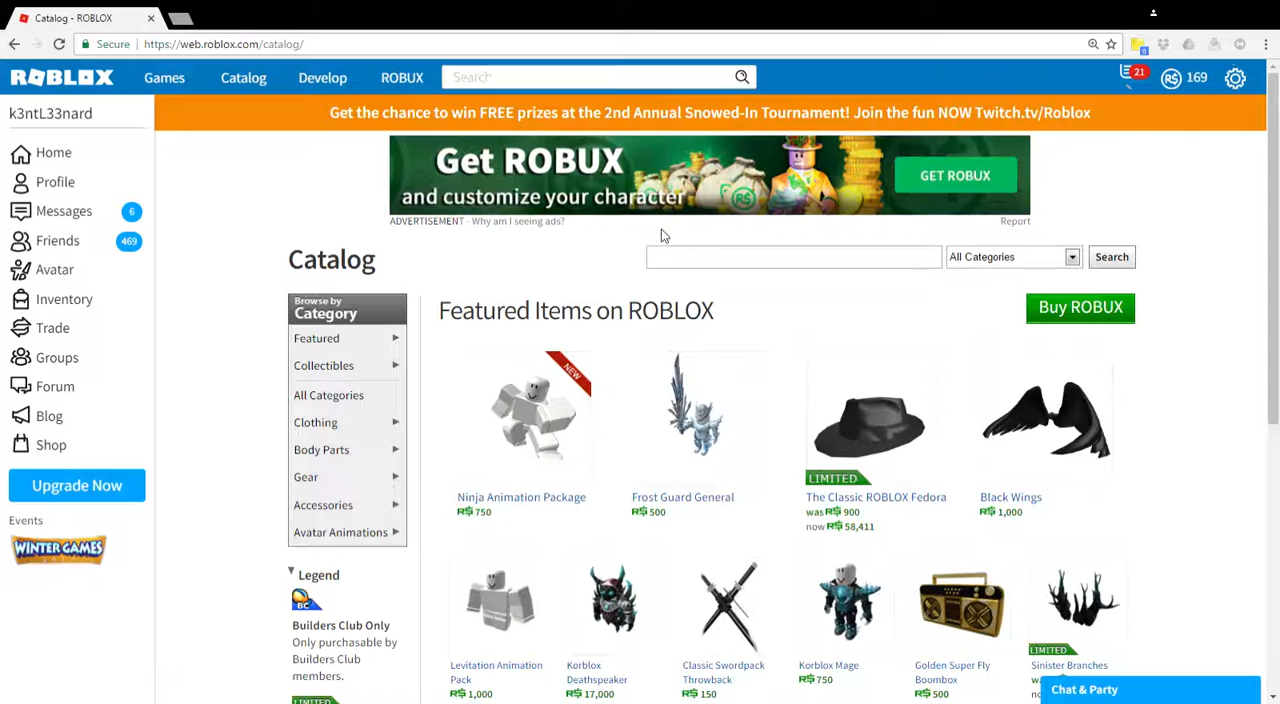 Catalog - ROBLOX
Secure https://web.roblox.com/catalog/
ROBLOX Games Catalog Develop ROBUX Search 21 R$ 169
k3ntL33nard
Get the chance to win FREE prizes at the 2nd Annual Snowed-In Tournament! Join the fun NOW Twitch.tv/Roblox
Home
Profile
Messages 6
Friends 469
Avatar
Inventory
Trade
Groups
Forum
Blog
Shop
Upgrade Now
Events
WINTER GAMES
Get ROBUX
and customize your character
R$
GET ROBUX
ADVERTISEMENT - Why am I seeing ads? Report
Catalog All Categories Search
Browse by
Category
Featured
Collectibles
All Categories
Clothing
Body Parts
Gear
Accessories
Avatar Animations
Legend
BC
Builders Club Only
Only purchasable by
Builders Club
members.
LIMITED
Featured Items on ROBLOX Buy ROBUX
NEW
Ninja Animation Package
R$ 750
Frost Guard General
R$ 500
LIMITED
The Classic ROBLOX Fedora
was R$ 900
now R$ 58,411
Black Wings
R$ 1,000
Levitation Animation
Pack
R$ 1,000
Korblox
Deathspeaker
R$ 17,000
Classic Swordpack
Throwback
R$ 150
Korblox Mage
R$ 750
Golden Super Fly
Boombox
R$ 500
LIMITED
Sinister Branches
Chat & Party